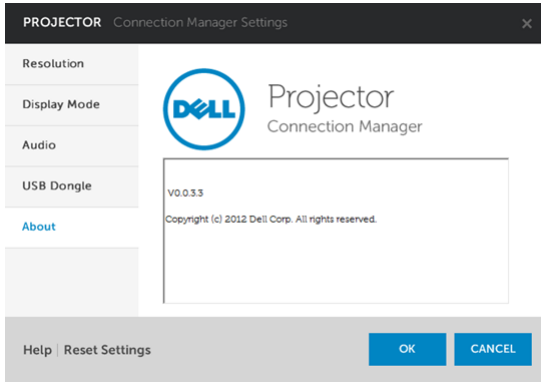 PROJECTOR Connection Manager Settings ×
Resolution
Display Mode
Audio
USB Dongle
About
DELL
Projector
Connection Manager
V0.0.3.3
Copyright (c) 2012 Dell Corp. All rights reserved.
Help | Reset Settings
OK
CANCEL